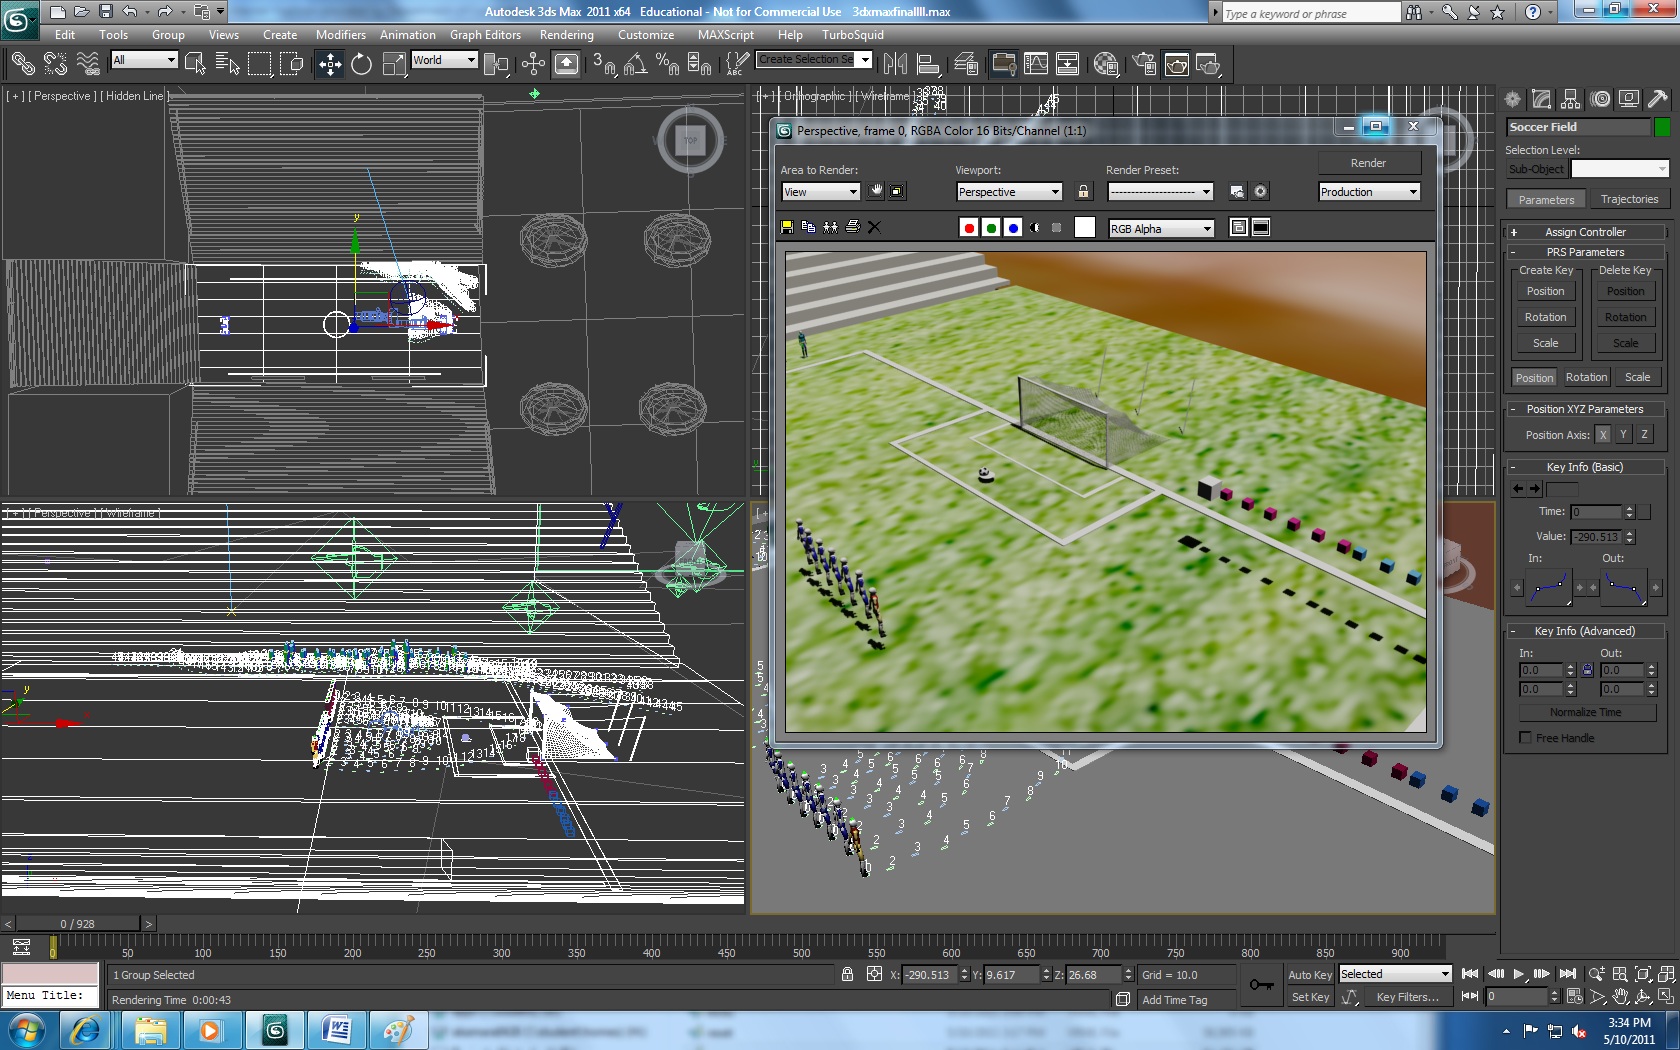 Autodesk 3ds Max 2011 x64 Educational - Not for Commercial Use 3dxmaxfinallll.max
Type a keyword or phrase
Edit Tools Group Views Create Modifiers Animation Graph Editors Rendering Customize MAXScript Help TurboSquid
All
World
Create Selection Se
[ + ] [ Perspective ] [ Hidden Line ]
TOP
[ + ] [ Orthographic ] [ Wireframe ]
Perspective, frame 0, RGBA Color 16 Bits/Channel (1:1)
Area to Render:
View
Viewport:
Perspective
Render Preset:
Render
Production
RGB Alpha
[ + ] [ Perspective ] [ Wireframe ]
Soccer Field
Selection Level:
Sub-Object
Parameters Trajectories
+ Assign Controller
- PRS Parameters
Create Key Delete Key
Position Position
Rotation Rotation
Scale Scale
Position Rotation Scale
- Position XYZ Parameters
Position Axis: X Y Z
- Key Info (Basic)
Time: 0
Value: -290.513
In: Out:
- Key Info (Advanced)
In: Out:
0.0 0.0
0.0 0.0
Normalize Time
Free Handle
< 0 / 928 >
0 50 100 150 200 250 300 350 400 450 500 550 600 650 700 750 800 850 900
1 Group Selected
X: -290.513 Y: 9.617 Z: 26.68 Grid = 10.0
Auto Key Selected
Menu Title:
Rendering Time 0:00:43
Add Time Tag
Set Key Key Filters...
0
3:34 PM
5/10/2011